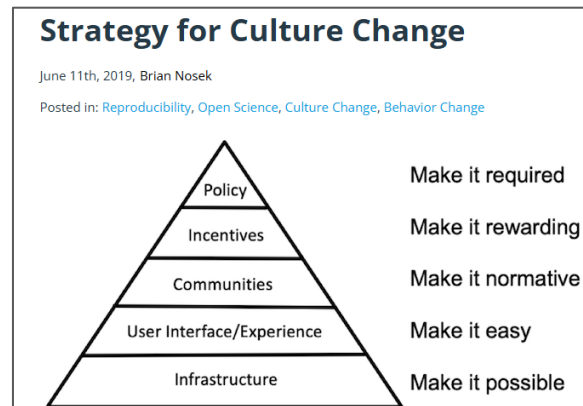 Strategy for Culture Change
June 11th, 2019, Brian Nosek
Posted in: Reproducibility, Open Science, Culture Change, Behavior Change
Policy Make it required
Incentives Make it rewarding
Communities Make it normative
User Interface/Experience Make it easy
Infrastructure Make it possible